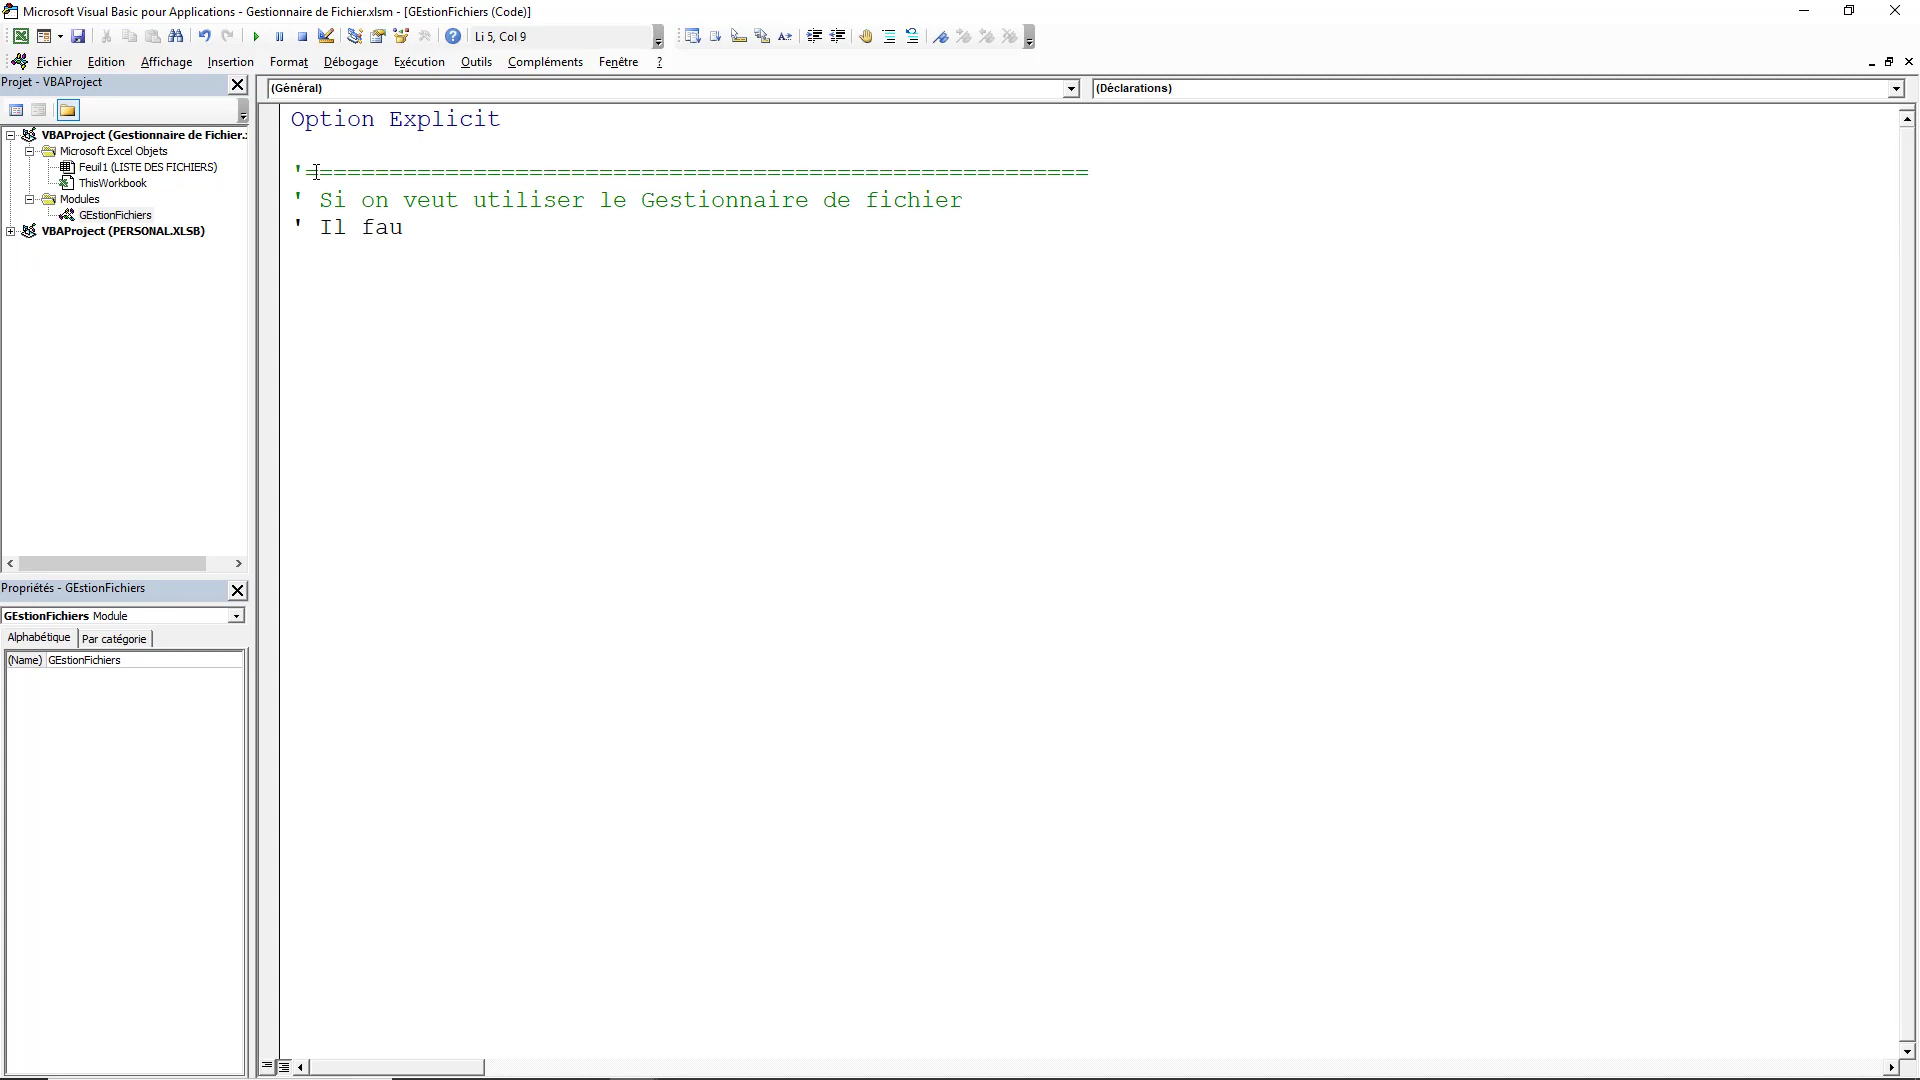 Microsoft Visual Basic pour Applications - Gestionnaire de Fichier.xlsm - [GEstionFichiers (Code)]
Li 5, Col 9
Fichier Edition Affichage Insertion Format Débogage Exécution Outils Compléments Fenêtre ?
Projet - VBAProject
(Général)
(Déclarations)
VBAProject (Gestionnaire de Fichier.
Microsoft Excel Objets
Feuil1 (LISTE DES FICHIERS)
ThisWorkbook
Modules
GEstionFichiers
VBAProject (PERSONAL.XLSB)
Option Explicit
'========================================================
' Si on veut utiliser le Gestionnaire de fichier
' Il fau
Propriétés - GEstionFichiers
GEstionFichiers Module
Alphabétique Par catégorie
(Name) GEstionFichiers